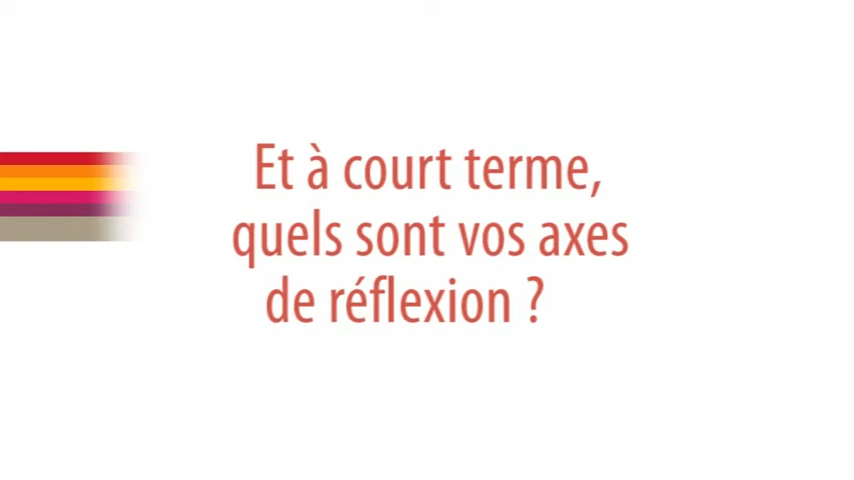 Et à court terme,
quels sont vos axes
de réflexion ?